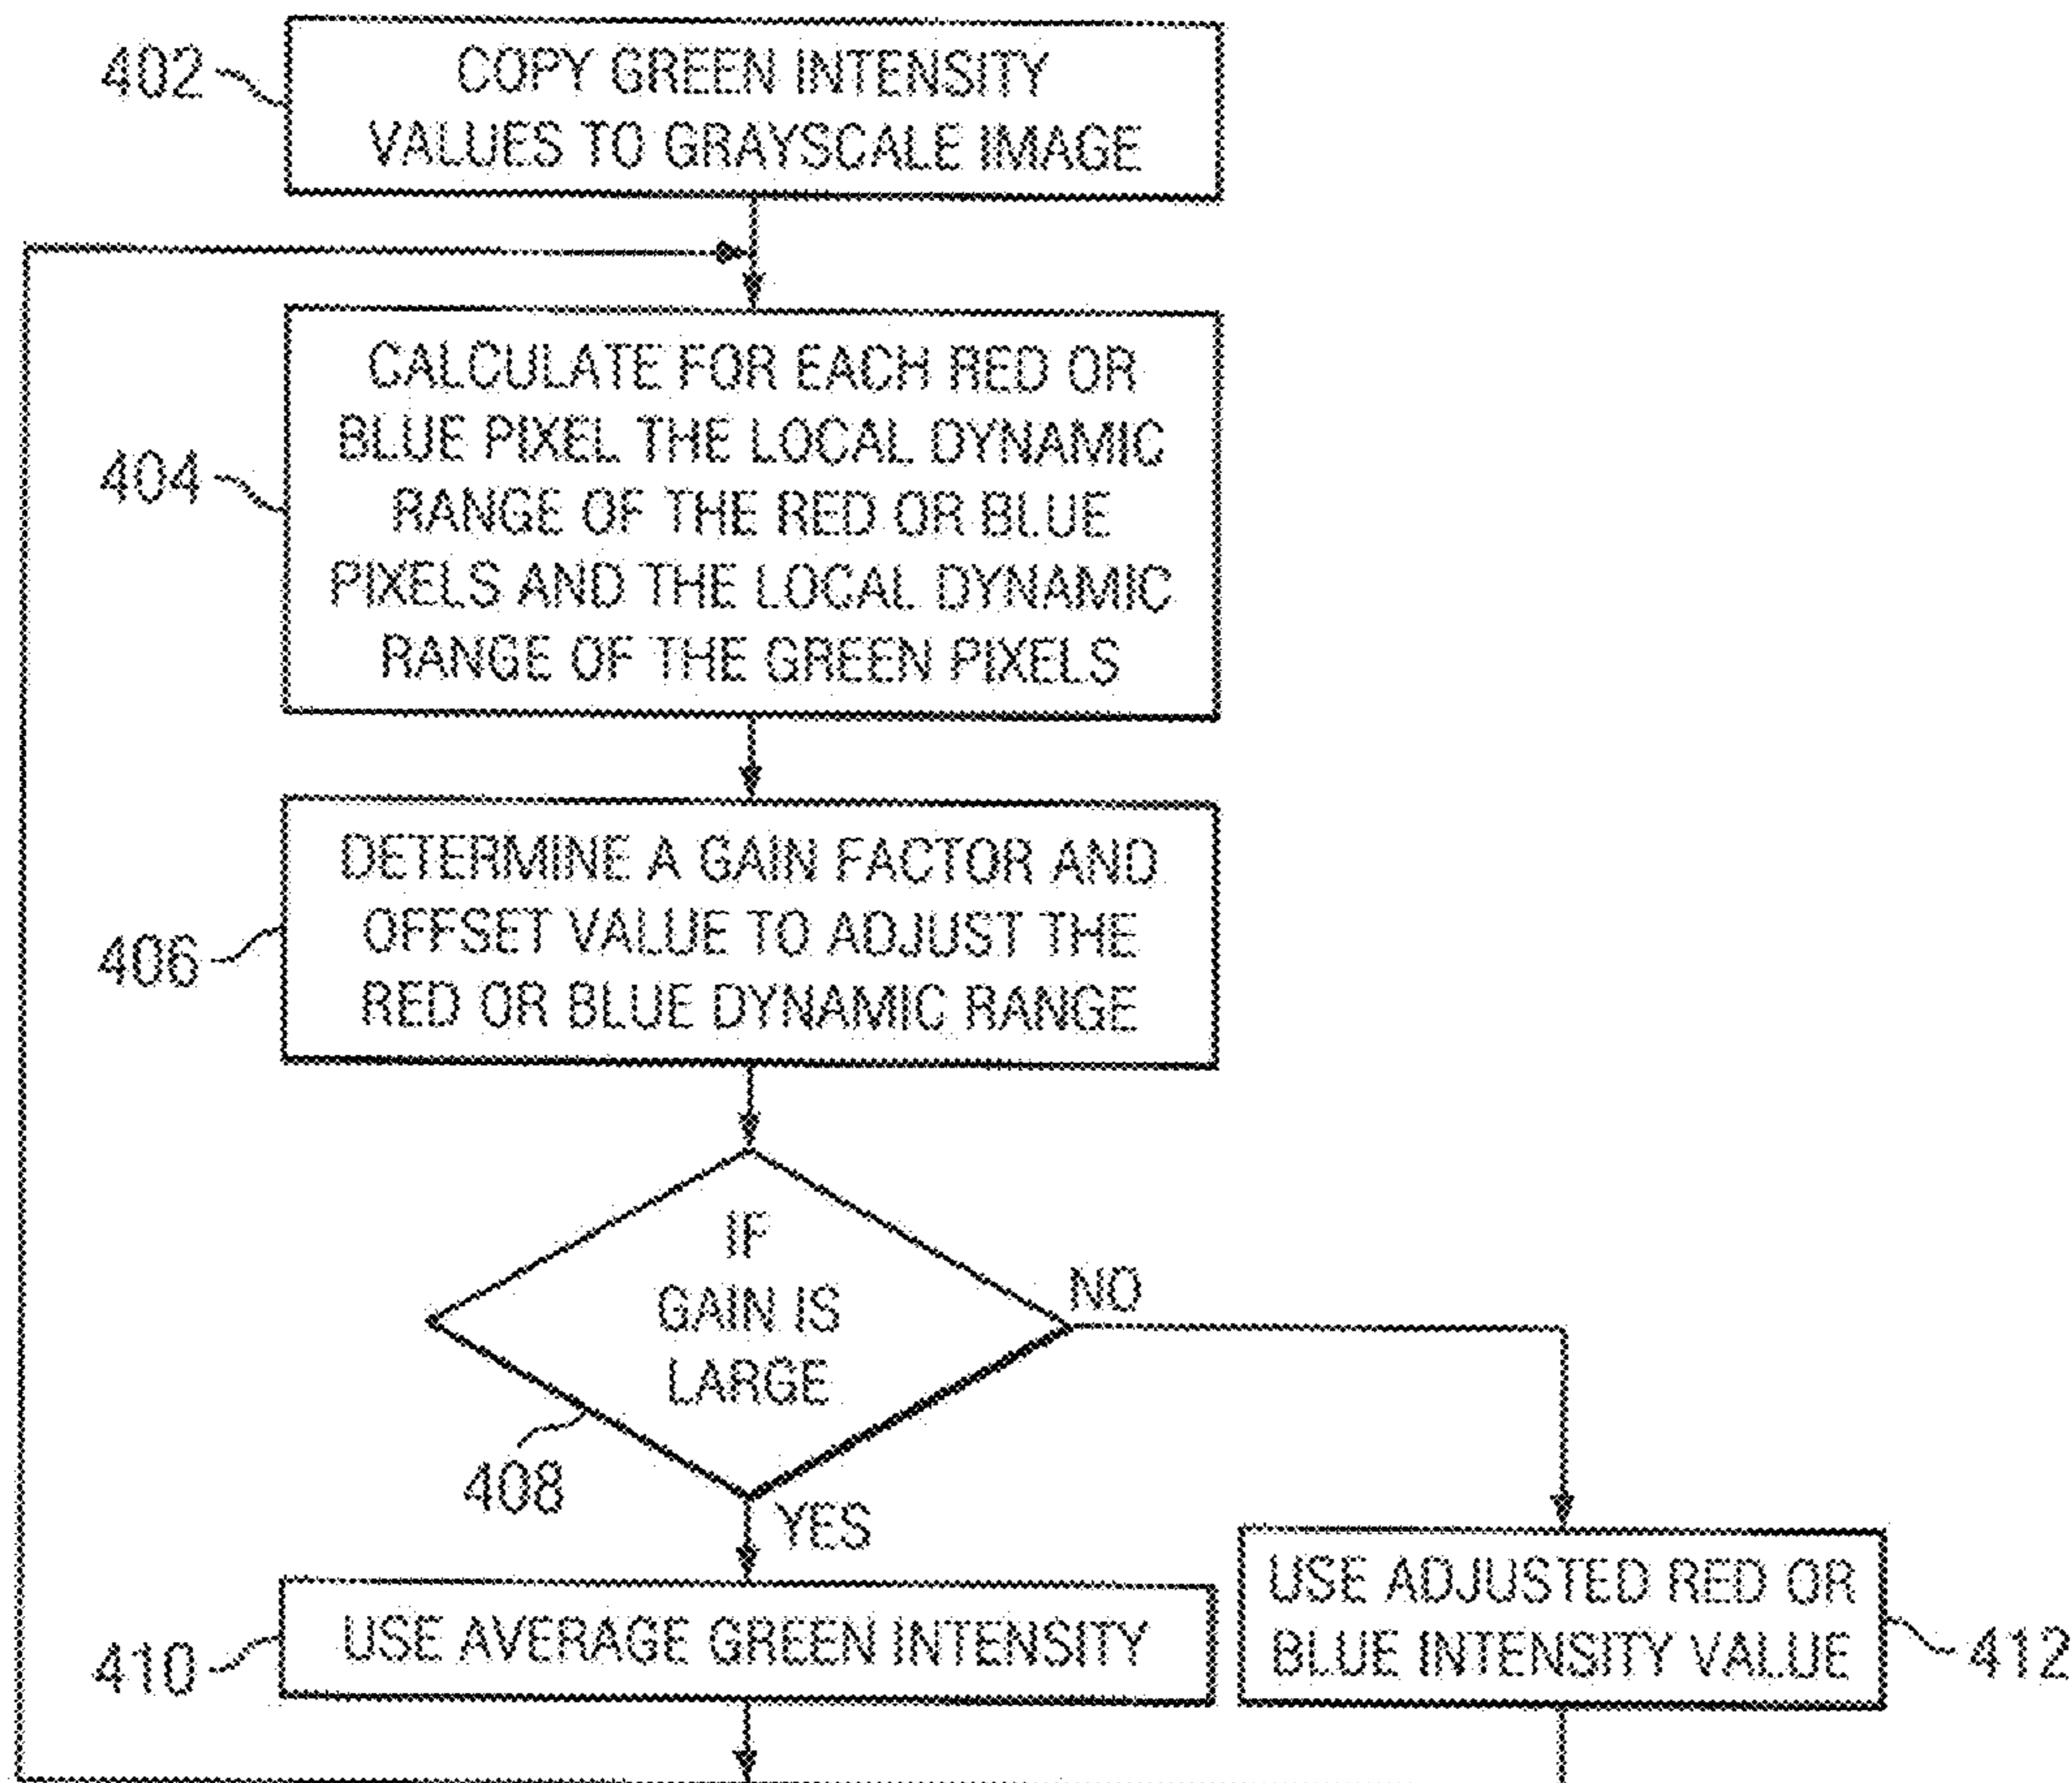 402
COPY GREEN INTENSITY
VALUES TO GRAYSCALE IMAGE
404
CALCULATE FOR EACH RED OR
BLUE PIXEL THE LOCAL DYNAMIC
RANGE OF THE RED OR BLUE
PIXELS AND THE LOCAL DYNAMIC
RANGE OF THE GREEN PIXELS
406
DETERMINE A GAIN FACTOR AND
OFFSET VALUE TO ADJUST THE
RED OR BLUE DYNAMIC RANGE
IF
GAIN IS
LARGE
NO
408
YES
410
USE AVERAGE GREEN INTENSITY
USE ADJUSTED RED OR
BLUE INTENSITY VALUE
412